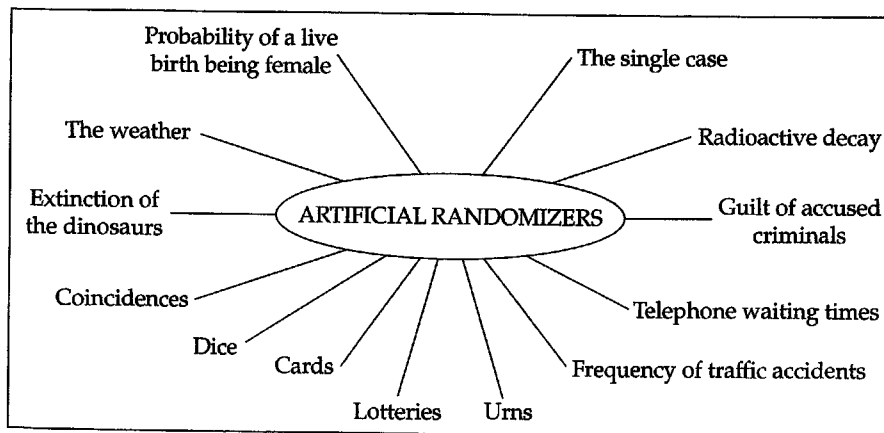 Probability of a live
birth being female
The single case
The weather
Radioactive decay
Extinction of
the dinosaurs
ARTIFICIAL RANDOMIZERS
Guilt of accused
criminals
Coincidences
Telephone waiting times
Dice
Cards
Frequency of traffic accidents
Lotteries
Urns